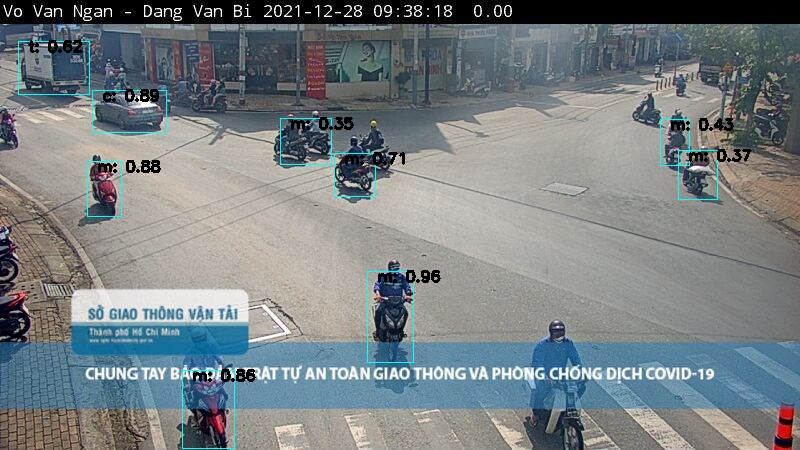 Vo Van Ngan - Dang Van Bi 2021-12-28 09:38:18 0.00
t: 0.62
c: 0.89
m: 0.35
m: 0.43
m: 0.71
m: 0.37
m: 0.88
m: 0.96
SỞ GIAO THÔNG VẬN TẢI
Thành phố Hồ Chí Minh
m: 0.86
CHUNG TAY TRẬT TỰ AN TOÀN GIAO THÔNG VÀ PHÒNG CHỐNG DỊCH COVID-19